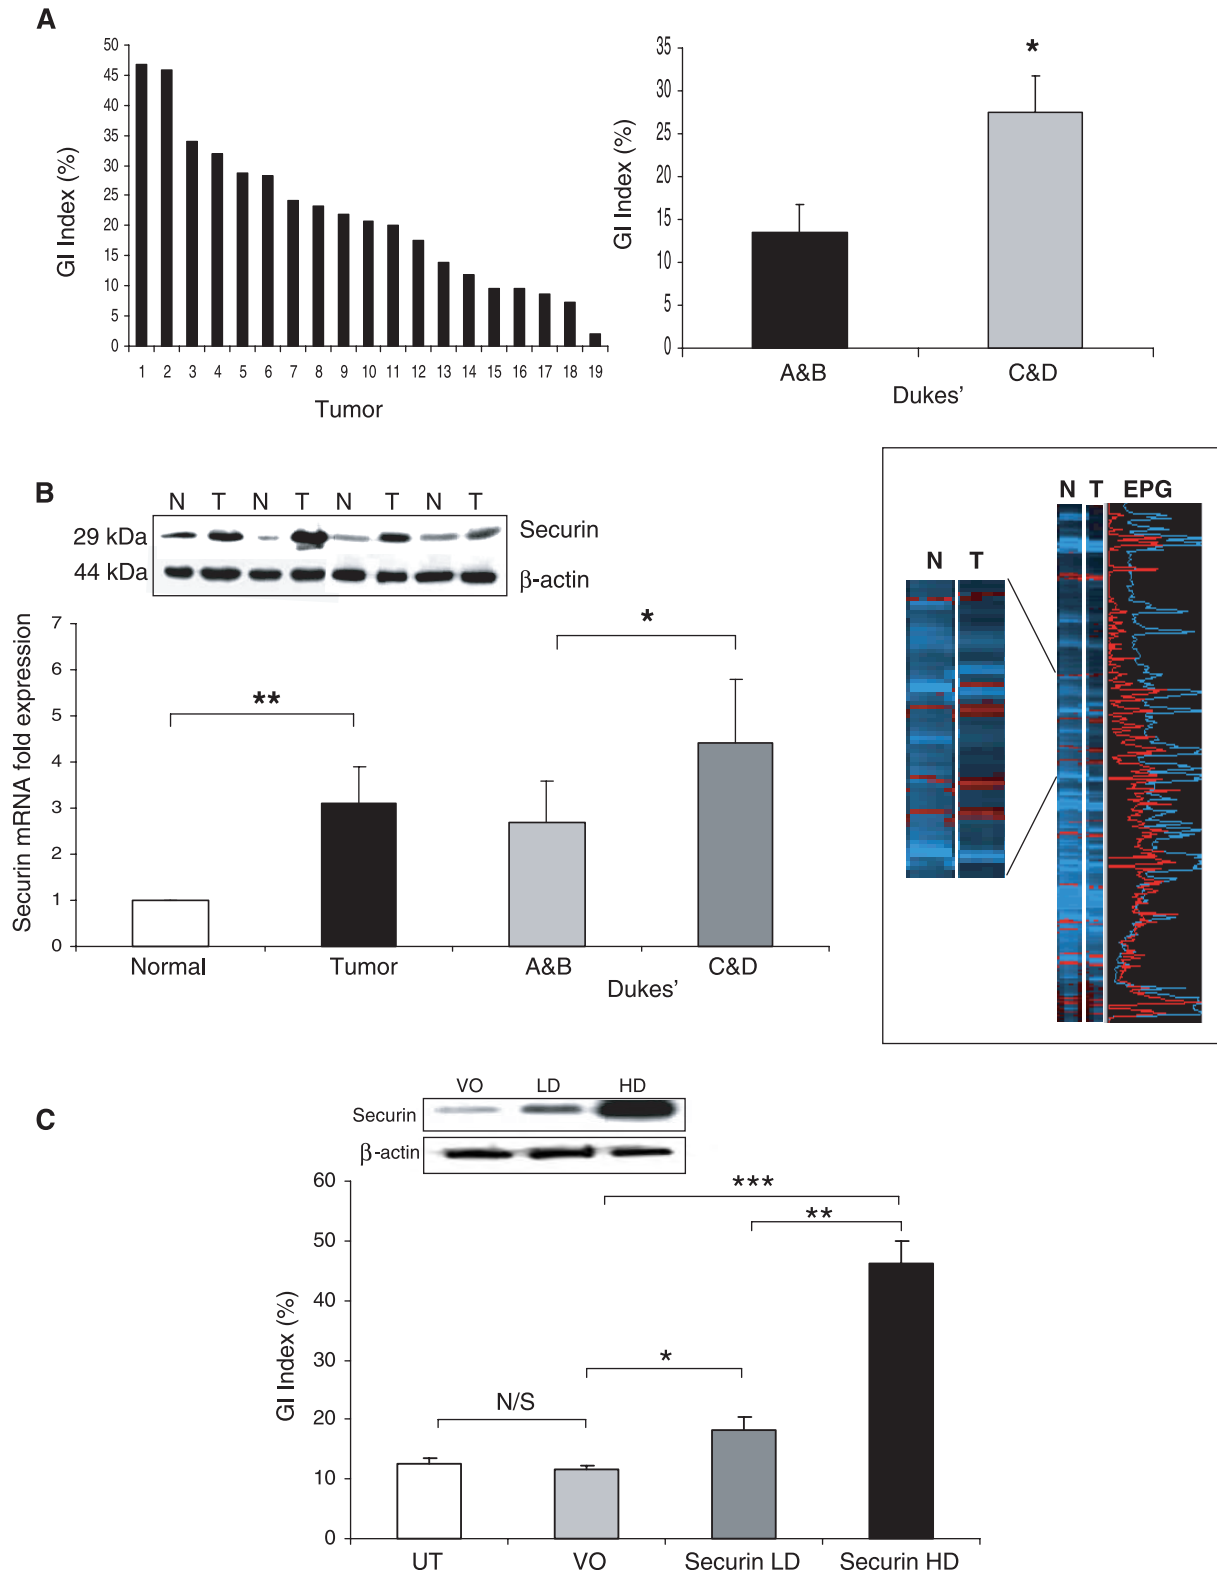 A
50
45
40
35
30
25
20
15
10
5
0
GI Index (%)
1 2 3 4 5 6 7 8 9 10 11 12 13 14 15 16 17 18 19
Tumor
35
30
25
20
15
10
5
0
GI Index (%)
*
A&B C&D
Dukes'
B
N T N T N T N T
29 kDa Securin
44 kDa β-actin
7
6
5
4
3
2
1
0
Securin mRNA fold expression
**
*
Normal Tumor A&B C&D
Dukes'
N T EPG
N T
C
VO LD HD
Securin
β-actin
60
50
40
30
20
10
0
GI Index (%)
***
**
*
N/S
UT VO Securin LD Securin HD